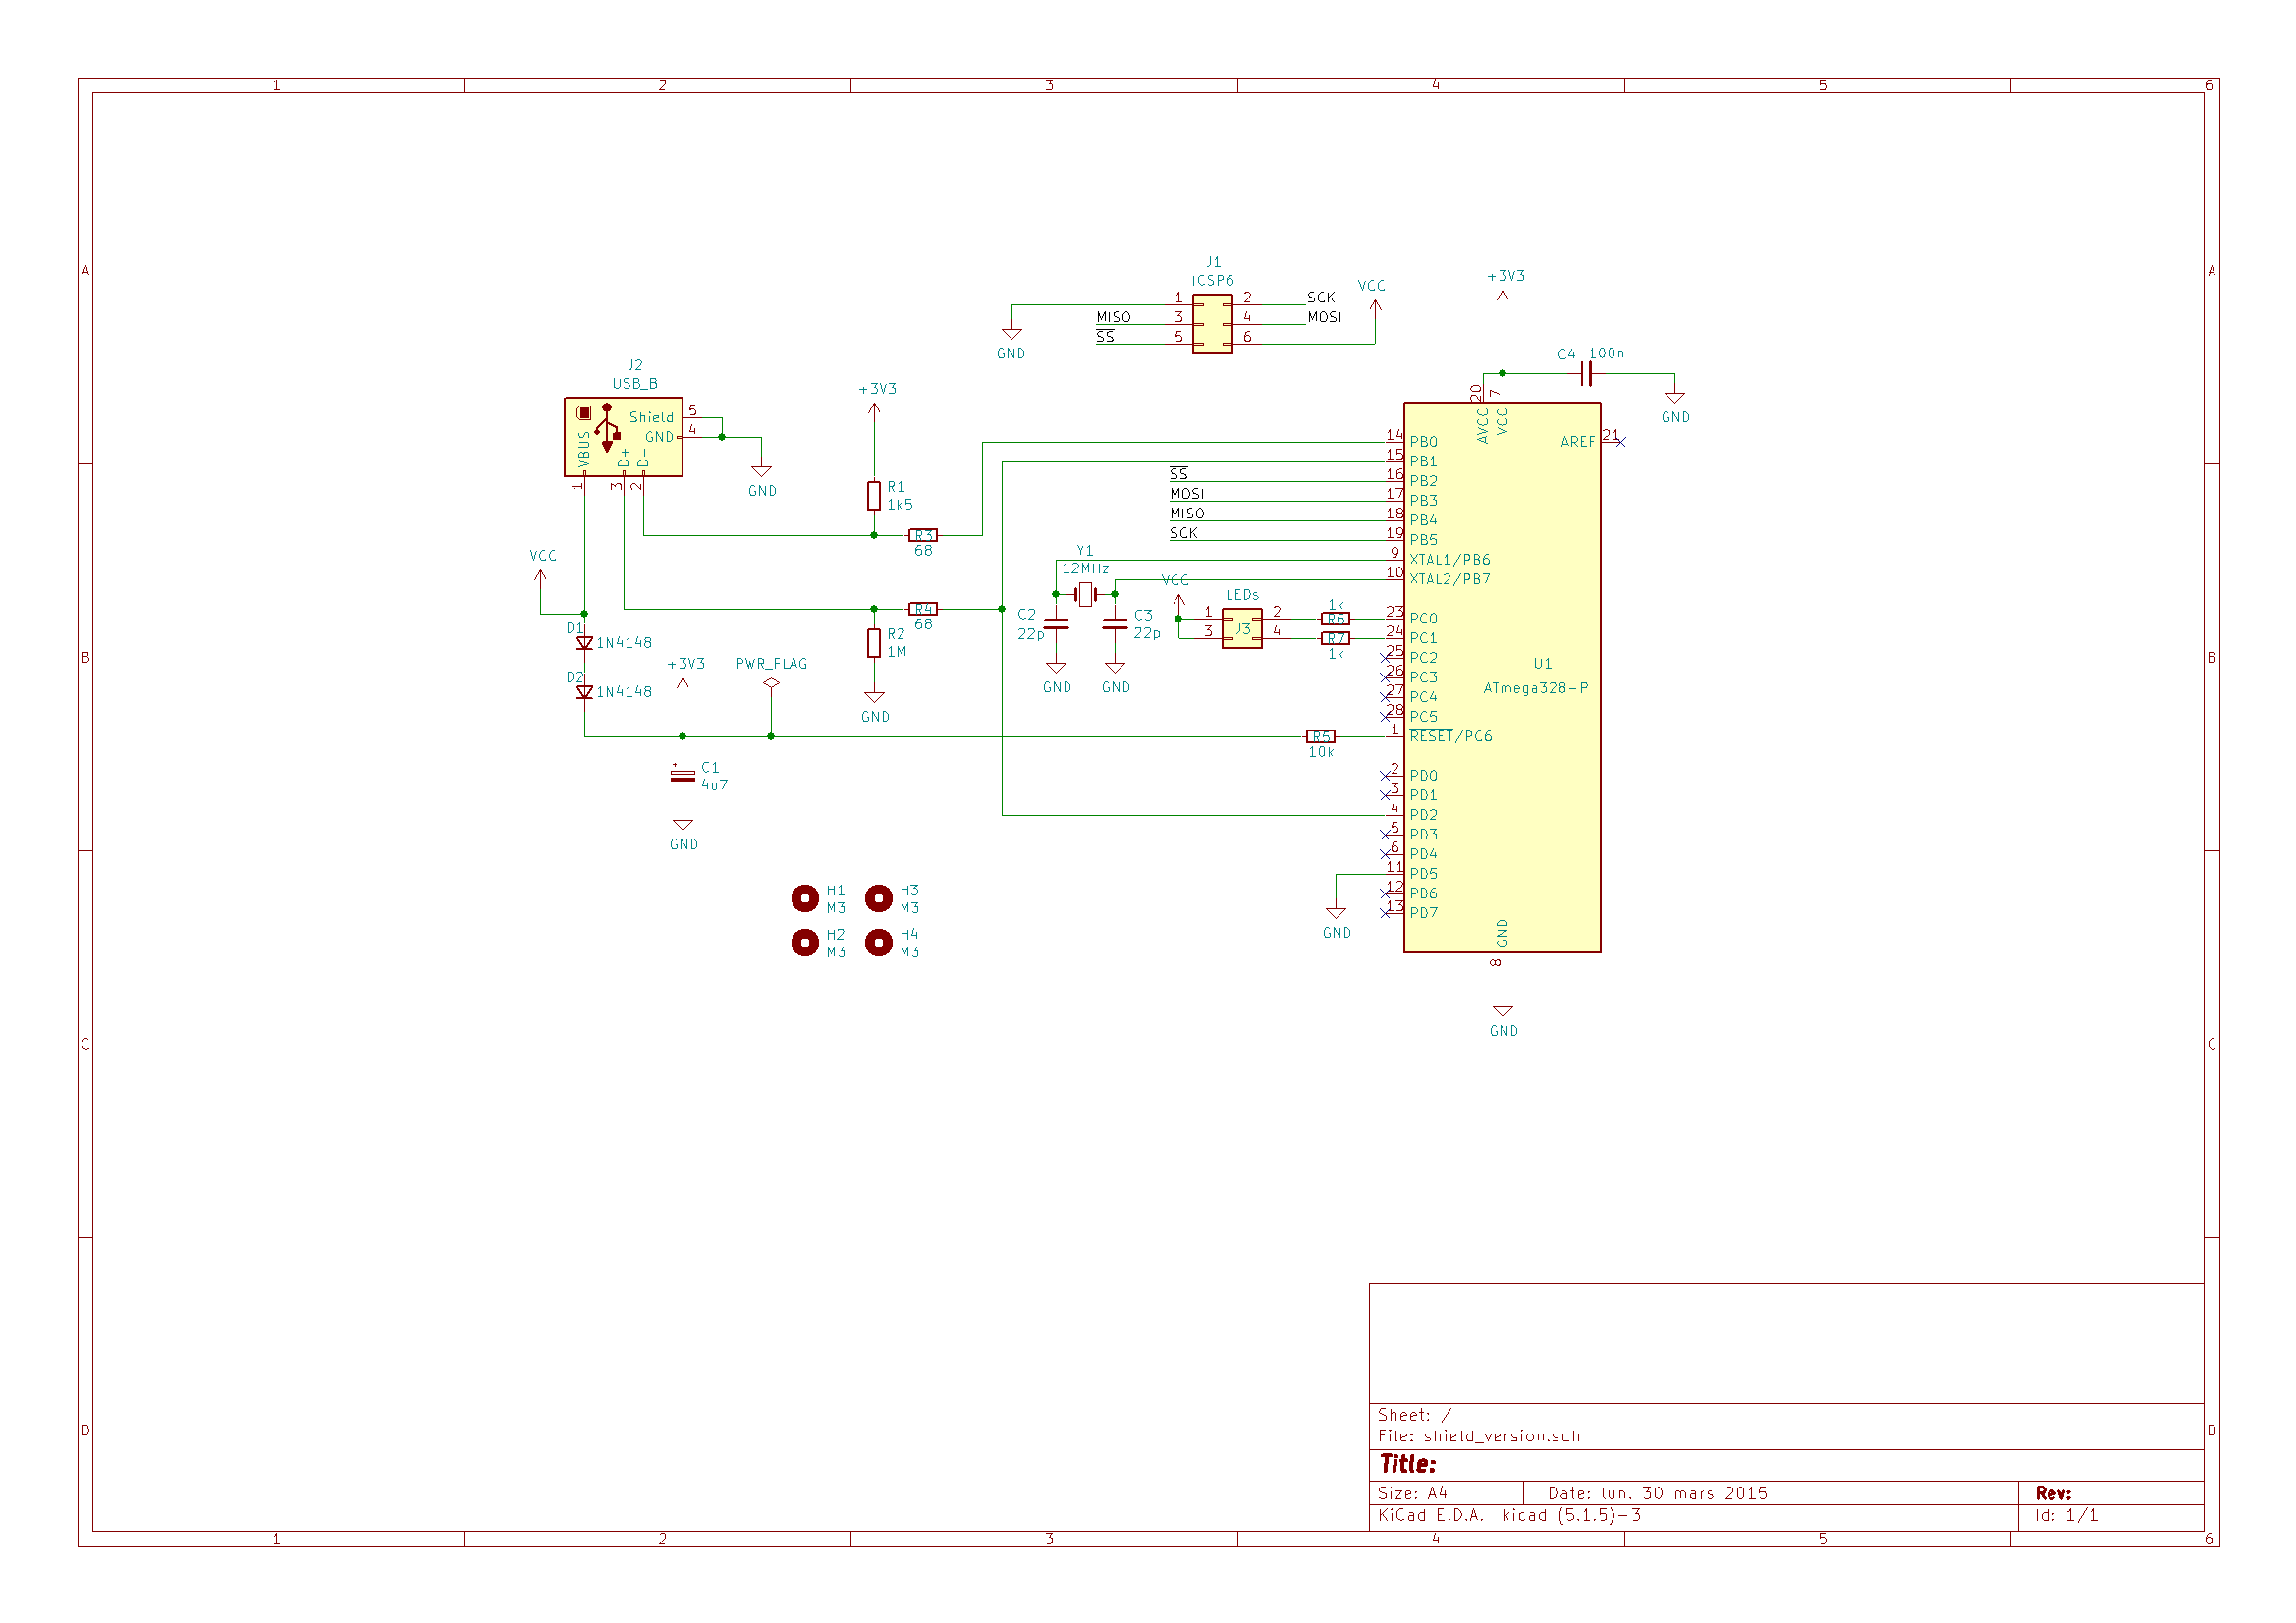 1 2 3 4 5 6
A A
B B
C C
D D
1 2 3 4 5 6
J1
ICSP6
1 2 SCK
MISO 3 4 MOSI
SS 5 6
GND
VCC
+3V3
C4 100n
GND
J2
USB_B
Shield 5
GND 4
VBUS D+ D-
1 3 2
GND
+3V3
R1
1k5
R3
68
VCC
D1
1N4148
D2
1N4148
+3V3
PWR_FLAG
C1
4u7
GND
R4
68
R2
1M
GND
Y1
12MHz
C2
22p
C3
22p
GND
GND
VCC
LEDs
1 2
3 J3 4
1k
R6
R7
1k
R5
10k
SS
MOSI
MISO
SCK
20 7
AVCC VCC
14 PB0
15 PB1
16 PB2
17 PB3
18 PB4
19 PB5
9 XTAL1/PB6
10 XTAL2/PB7
23 PC0
24 PC1
25 PC2
26 PC3
27 PC4
28 PC5
1 RESET/PC6
2 PD0
3 PD1
4 PD2
5 PD3
6 PD4
11 PD5
12 PD6
13 PD7
AREF 21
U1
ATmega328-P
GND
8
GND
GND
H1
M3
H3
M3
H2
M3
H4
M3
Sheet: /
File: shield_version.sch
Title:
Size: A4 Date: lun. 30 mars 2015 Rev:
KiCad E.D.A. kicad (5.1.5)-3 Id: 1/1